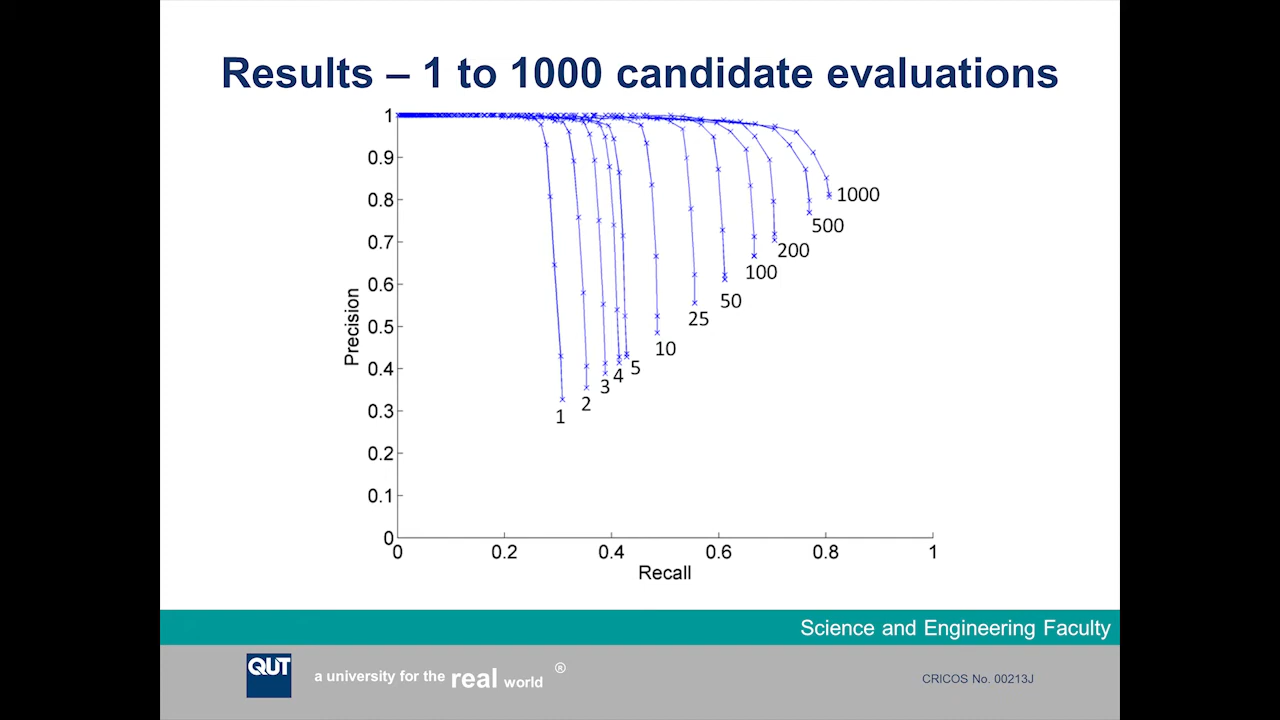 Results – 1 to 1000 candidate evaluations
1
0.9
0.8
0.7
0.6
0.5
0.4
0.3
0.2
0.1
0
Precision
1000
500
200
100
50
25
10
5
4
3
2
1
0 0.2 0.4 0.6 0.8 1
Recall
Science and Engineering Faculty
QUT
a university for the real world ®
CRICOS No. 00213J